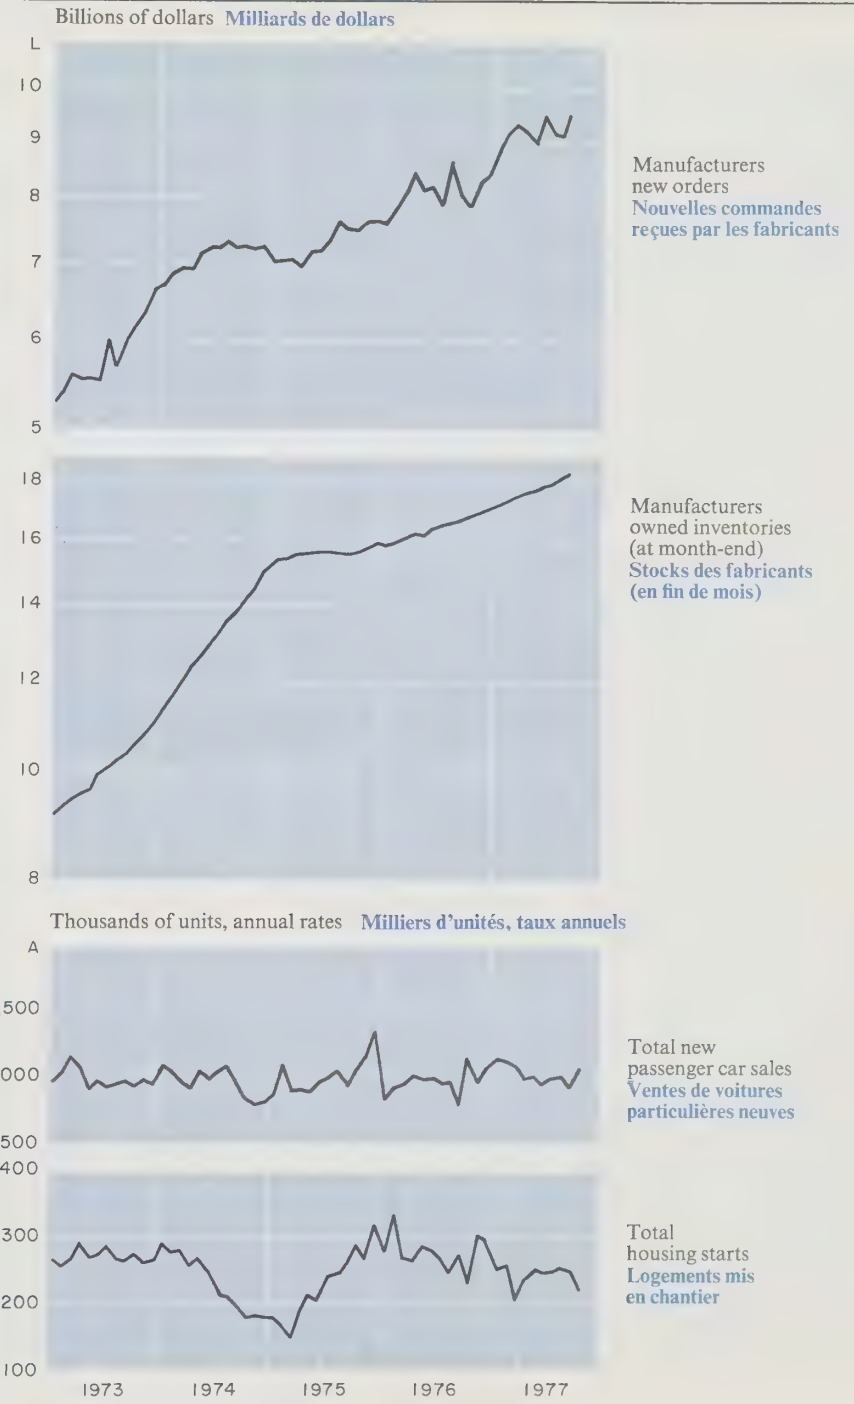 Billions of dollars Milliards de dollars
L
10
9
8
7
6
5
Manufacturers
new orders
Nouvelles commandes
reçues par les fabricants
18
16
14
12
10
8
Manufacturers
owned inventories
(at month-end)
Stocks des fabricants
(en fin de mois)
Thousands of units, annual rates Milliers d'unités, taux annuels
A
500
000
500
Total new
passenger car sales
Ventes de voitures
particulières neuves
400
300
200
100
Total
housing starts
Logements mis
en chantier
1973 1974 1975 1976 1977